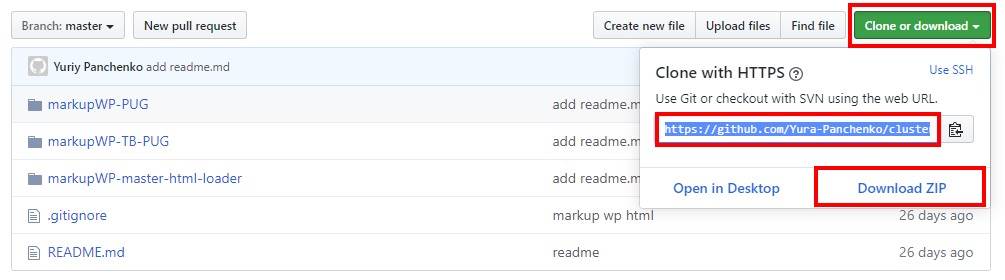 Branch: master New pull request Create new file Upload files Find file Clone or download
Yuriy Panchenko add readme.md
Clone with HTTPS Use SSH
Use Git or checkout with SVN using the web URL.
https://github.com/Yura-Panchenko/cluste
Open in Desktop Download ZIP
markupWP-PUG add readme.m
markupWP-TB-PUG add readme.m
markupWP-master-html-loader add readme.m
.gitignore markup wp html 26 days ago
README.md readme 26 days ago